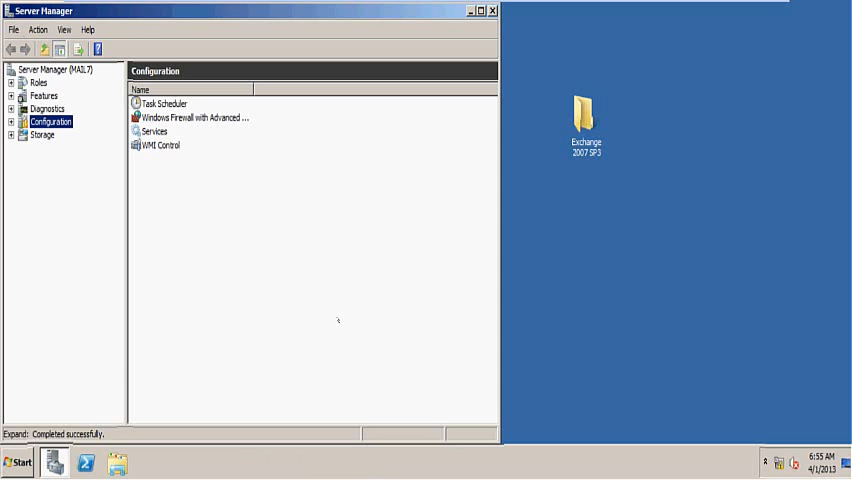 Server Manager
File Action View Help
Server Manager (MAIL7)
Roles
Features
Diagnostics
Configuration
Storage
Configuration
Name
Task Scheduler
Windows Firewall with Advanced ...
Services
WMI Control
Exchange
2007 SP3
Expand: Completed successfully.
Start
6:55 AM
4/1/2013